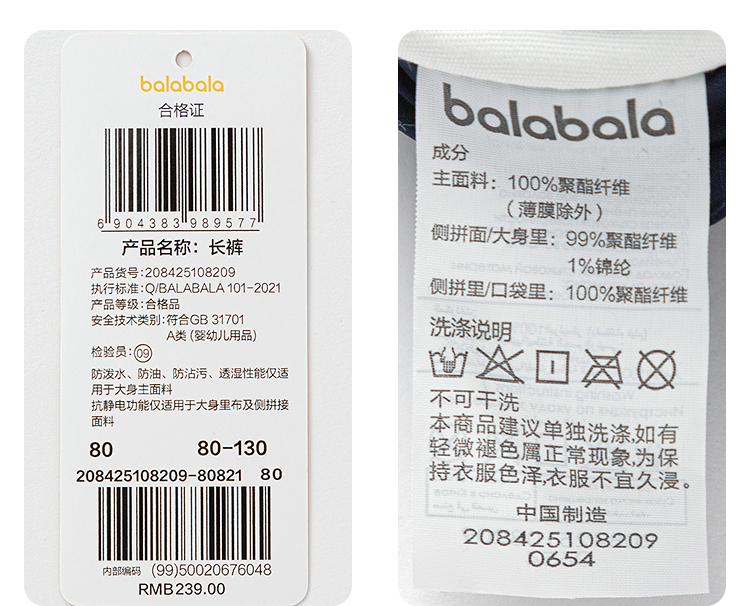 balabala
合格证
6 904383 989577
产品名称：长裤
产品货号:208425108209
执行标准:Q/BALABALA 101-2021
产品等级:合格品
安全技术类别:符合GB 31701
A类 (婴幼儿用品)
检验员:09
防泼水、防油、防沾污、透湿性能仅适
用于大身主面料
抗静电功能仅适用于大身里布及侧拼接
面料
80 80-130
208425108209-80821 80
内部编码 (99)50020676048
RMB239.00
balabala
成分
主面料：100%聚酯纤维
（薄膜除外）
侧拼面/大身里：99%聚酯纤维
1%锦纶
侧拼里/口袋里：100%聚酯纤维
洗涤说明
不可干洗
本商品建议单独洗涤,如有
轻微褪色属正常现象,为保
持衣服色泽,衣服不宜久浸。
中国制造
208425108209
0654